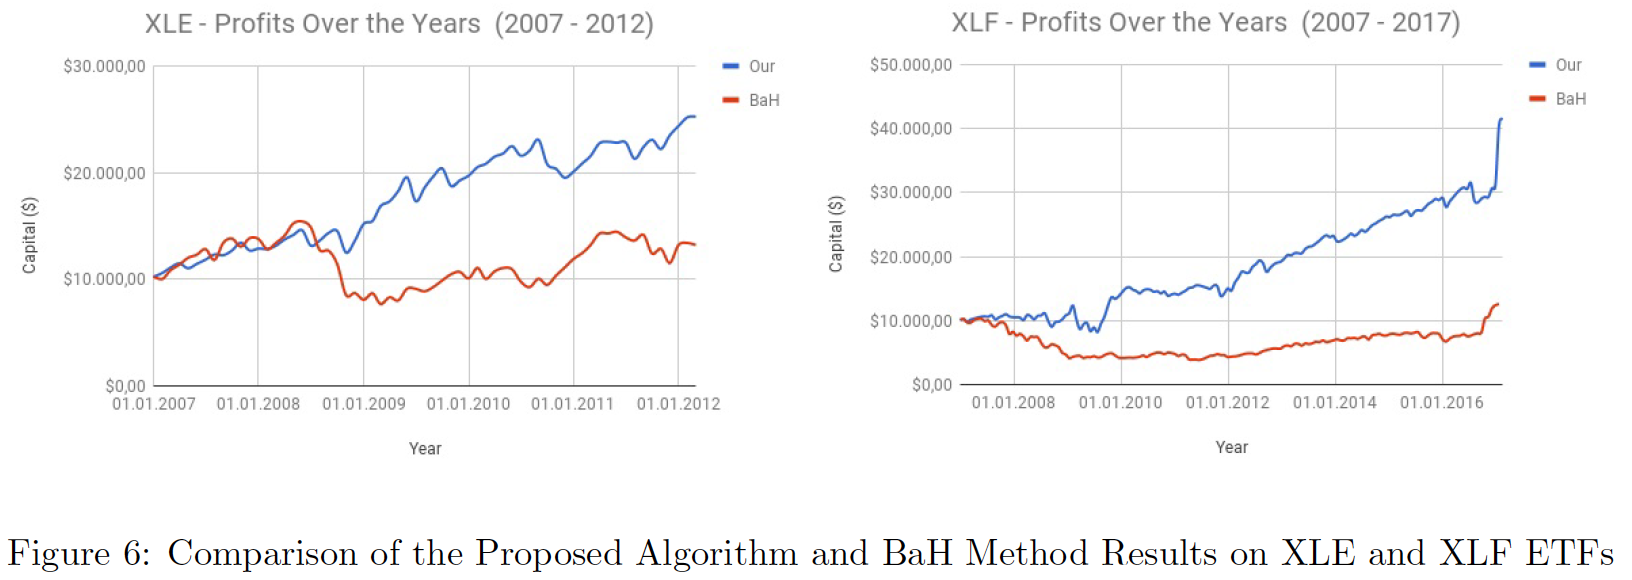 XLE - Profits Over the Years (2007 - 2012)
$30.000,00
$20.000,00
$10.000,00
$0,00
Capital ($)
01.01.2007 01.01.2008 01.01.2009 01.01.2010 01.01.2011 01.01.2012
Year
Our
BaH
XLF - Profits Over the Years (2007 - 2017)
$50.000,00
$40.000,00
$30.000,00
$20.000,00
$10.000,00
$0,00
Capital ($)
01.01.2008 01.01.2010 01.01.2012 01.01.2014 01.01.2016
Year
Our
BaH
Figure 6: Comparison of the Proposed Algorithm and BaH Method Results on XLE and XLF ETFs